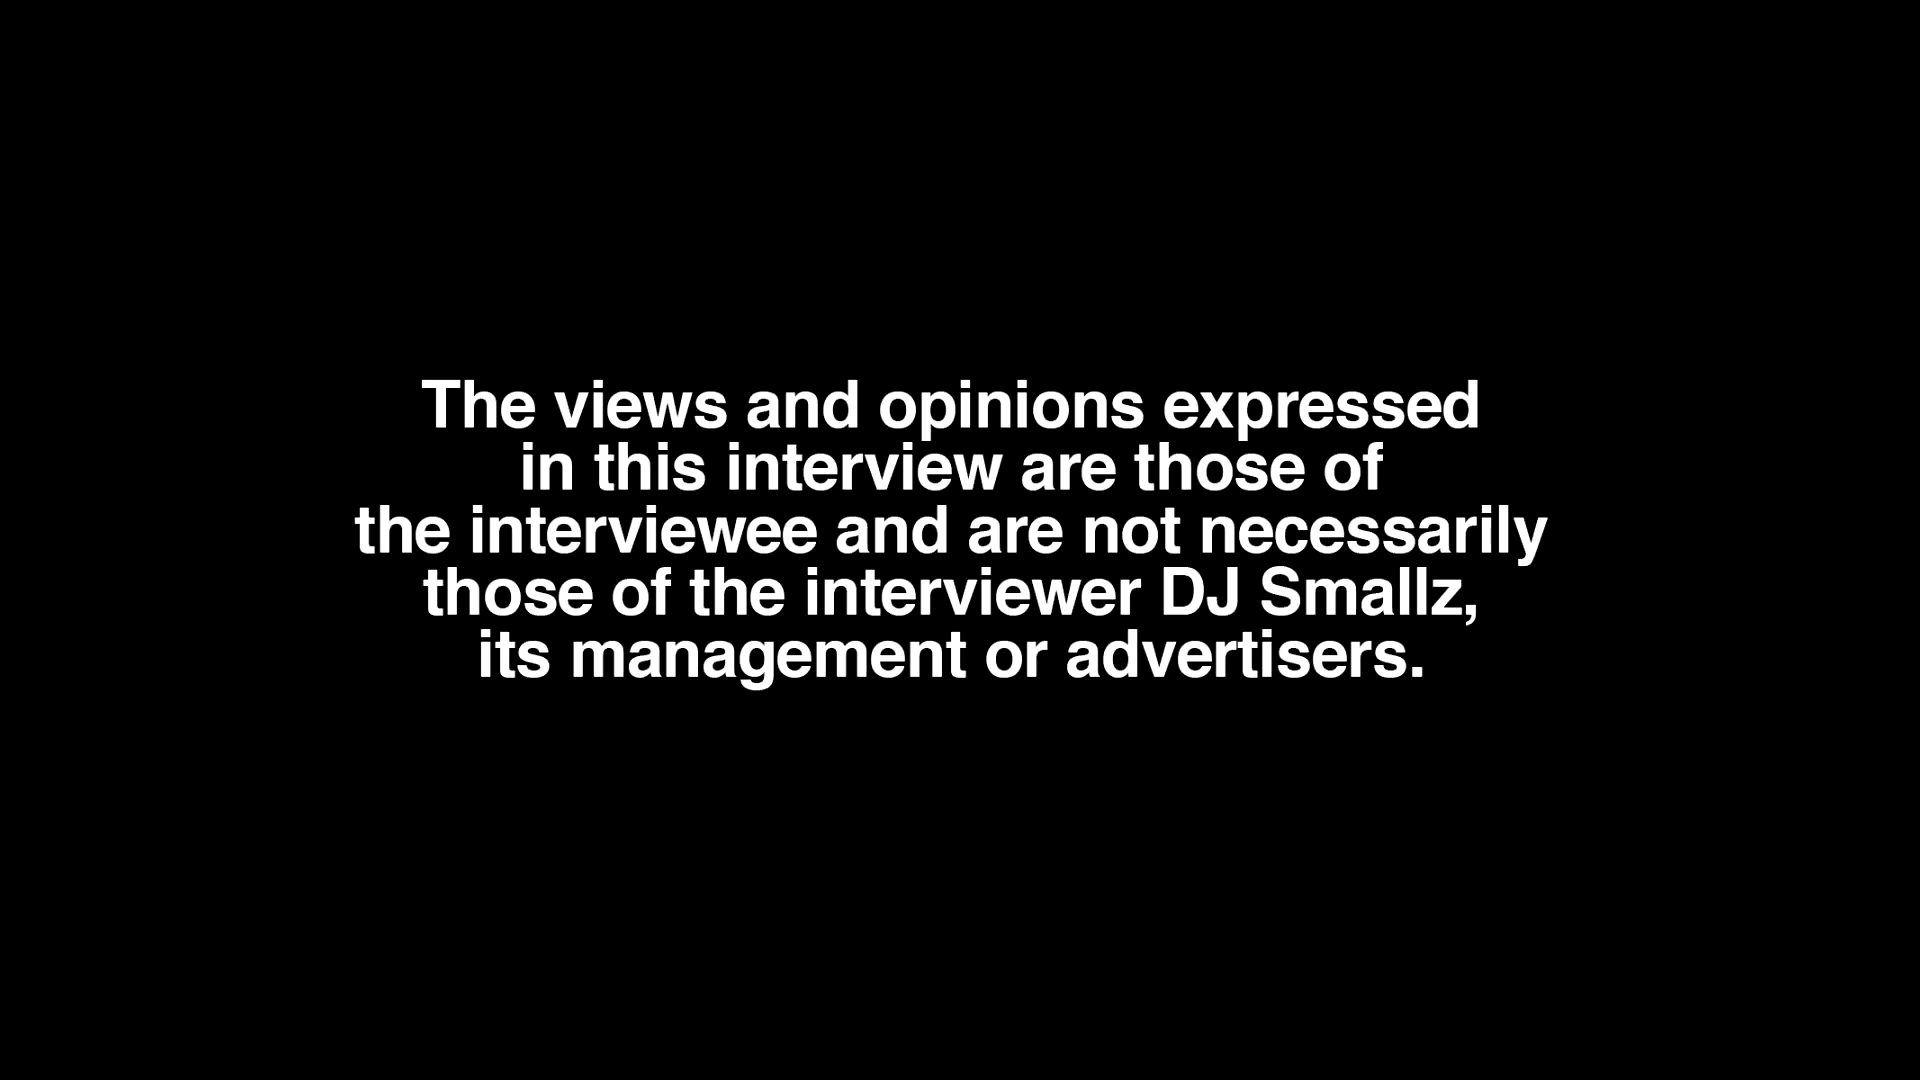 The views and opinions expressed
in this interview are those of
the interviewee and are not necessarily
those of the interviewer DJ Smallz,
its management or advertisers.